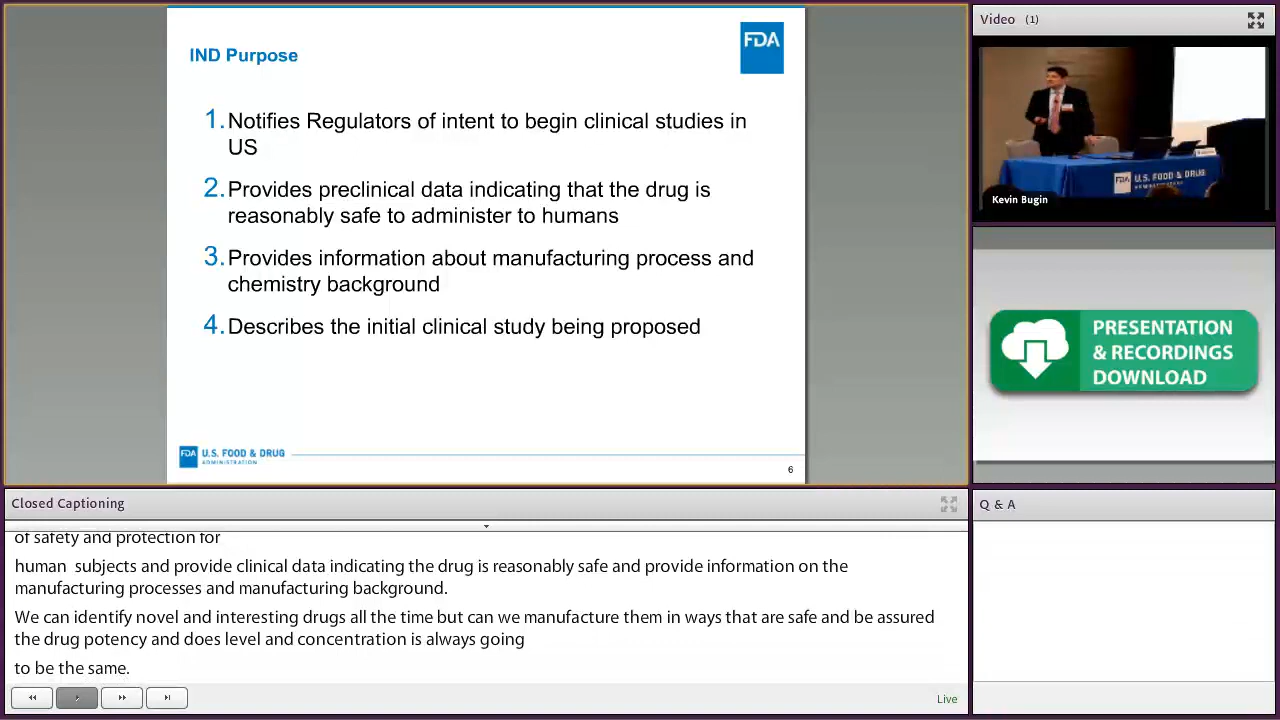 IND Purpose
FDA
1. Notifies Regulators of intent to begin clinical studies in
US
2. Provides preclinical data indicating that the drug is
reasonably safe to administer to humans
3. Provides information about manufacturing process and
chemistry background
4. Describes the initial clinical study being proposed
FDA U.S. FOOD & DRUG
ADMINISTRATION
6
Video (1)
FDA U.S. FOOD & DRUG
ADMINISTRATION
Kevin Bugin
PRESENTATION
& RECORDINGS
DOWNLOAD
Closed Captioning
of safety and protection for
human subjects and provide clinical data indicating the drug is reasonably safe and provide information on the
manufacturing processes and manufacturing background.
We can identify novel and interesting drugs all the time but can we manufacture them in ways that are safe and be assured
the drug potency and does level and concentration is always going
to be the same.
Live
Q & A